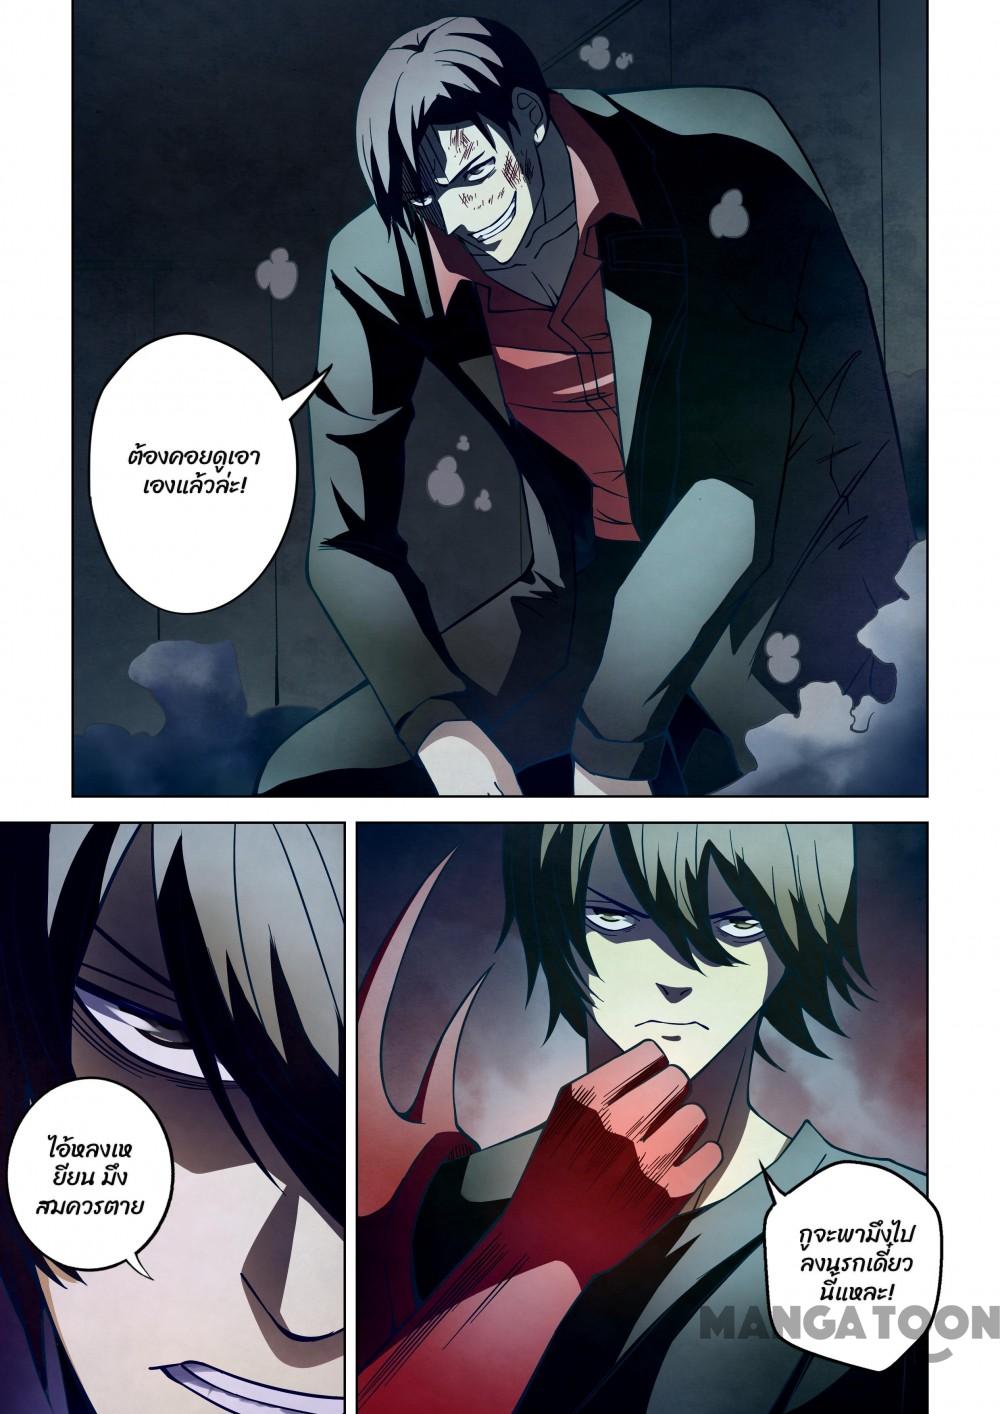 ต้องคอยดูเอา
เองแล้วล่ะ!
ไอ้หลงเห
ยียน มึง
สมควรตาย
กูจะพามึงไป
ลงนรกเดี๋ยว
นี้แหละ!
MANGATOON